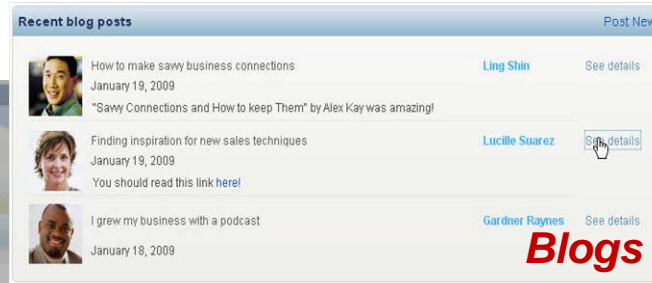 Recent blog posts Post New
How to make savvy business connections Ling Shin See details
January 19, 2009
"Savvy Connections and How to keep Them" by Alex Kay was amazing!
Finding inspiration for new sales techniques Lucille Suarez See details
January 19, 2009
You should read this link here!
I grew my business with a podcast Gardner Raynes See details
January 18, 2009
Blogs